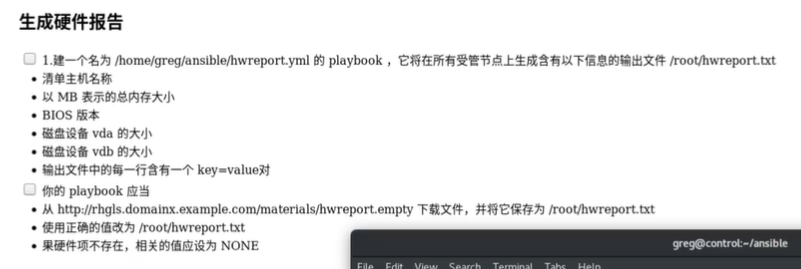 生成硬件报告
1.建一个名为 /home/greg/ansible/hwreport.yml 的 playbook ，它将在所有受管节点上生成含有以下信息的输出文件 /root/hwreport.txt
清单主机名称
以 MB 表示的总内存大小
BIOS 版本
磁盘设备 vda 的大小
磁盘设备 vdb 的大小
输出文件中的每一行含有一个 key=value对
你的 playbook 应当
从 http://rhgls.domainx.example.com/materials/hwreport.empty 下载文件，并将它保存为 /root/hwreport.txt
使用正确的值改为 /root/hwreport.txt
果硬件项不存在，相关的值应设为 NONE
greg@control:~/ansible
File Edit View Search Terminal Tabs Help